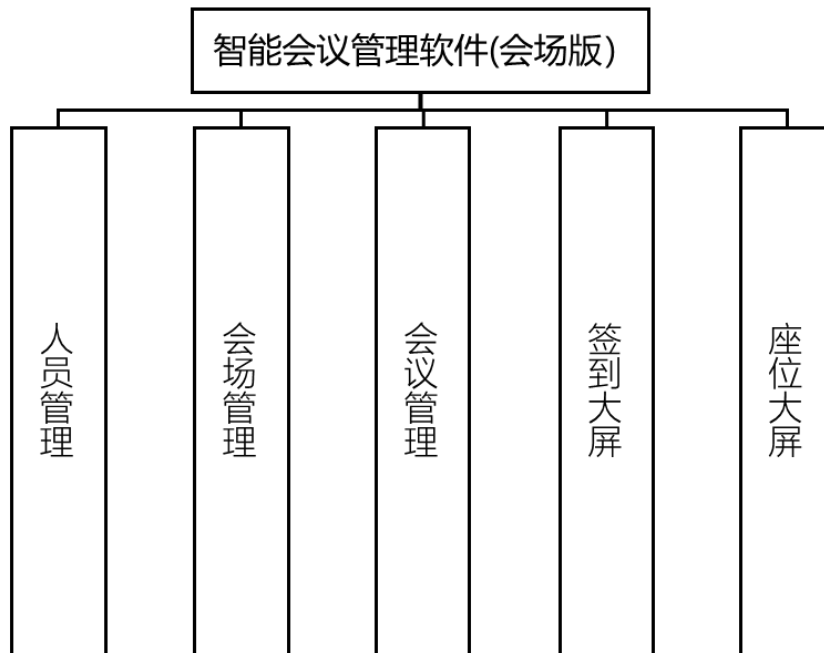 智能会议管理软件(会场版）
人员管理
会场管理
会议管理
签到大屏
座位大屏